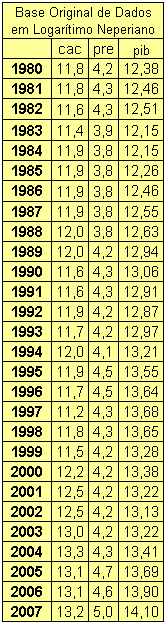 Base Original de Dados
em Logarítimo Neperiano
cac pre pib
1980 11,8 4,2 12,38
1981 11,8 4,3 12,46
1982 11,6 4,3 12,51
1983 11,4 3,9 12,15
1984 11,9 3,8 12,15
1985 11,9 3,8 12,26
1986 11,9 3,8 12,46
1987 11,9 3,8 12,55
1988 12,0 3,8 12,63
1989 12,0 4,2 12,94
1990 11,6 4,3 13,06
1991 11,6 4,3 12,91
1992 11,9 4,2 12,87
1993 11,7 4,2 12,97
1994 12,0 4,1 13,21
1995 11,9 4,5 13,55
1996 11,7 4,5 13,64
1997 11,2 4,3 13,68
1998 11,8 4,3 13,65
1999 11,5 4,2 13,28
2000 12,2 4,2 13,38
2001 12,5 4,2 13,22
2002 12,5 4,2 13,13
2003 13,0 4,2 13,22
2004 13,3 4,3 13,41
2005 13,1 4,7 13,69
2006 13,1 4,6 13,90
2007 13,2 5,0 14,10